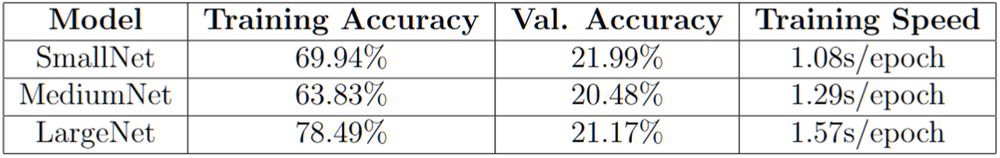 Model Training Accuracy Val. Accuracy Training Speed
SmallNet 69.94% 21.99% 1.08s/epoch
MediumNet 63.83% 20.48% 1.29s/epoch
LargeNet 78.49% 21.17% 1.57s/epoch